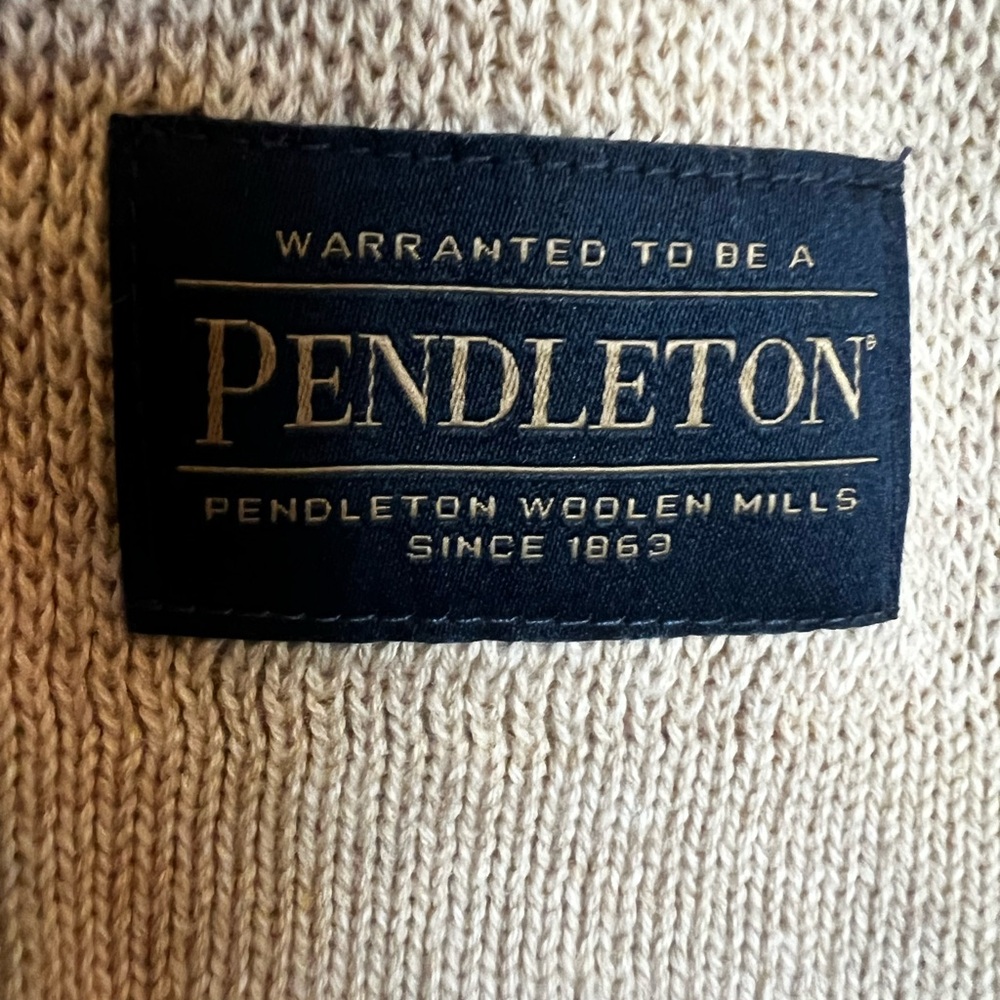 WARRANTED TO BE A
PENDLETON®
PENDLETON WOOLEN MILLS
SINCE 1863